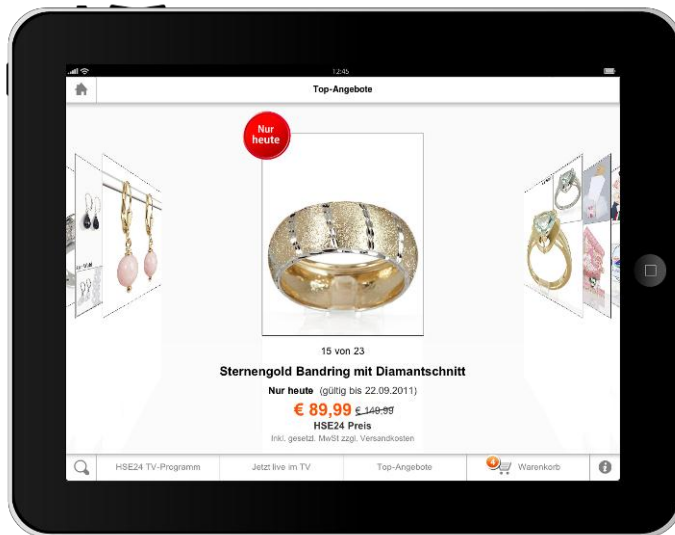 12:45
Top-Angebote
Nur
heute
15 von 23
Sternengold Bandring mit Diamantschnitt
Nur heute (gültig bis 22.09.2011)
€ 89,99 € 149,99
HSE24 Preis
Inkl. gesetzl. MwSt zzgl. Versandkosten
HSE24 TV-Programm
Jetzt live im TV
Top-Angebote
4
Warenkorb